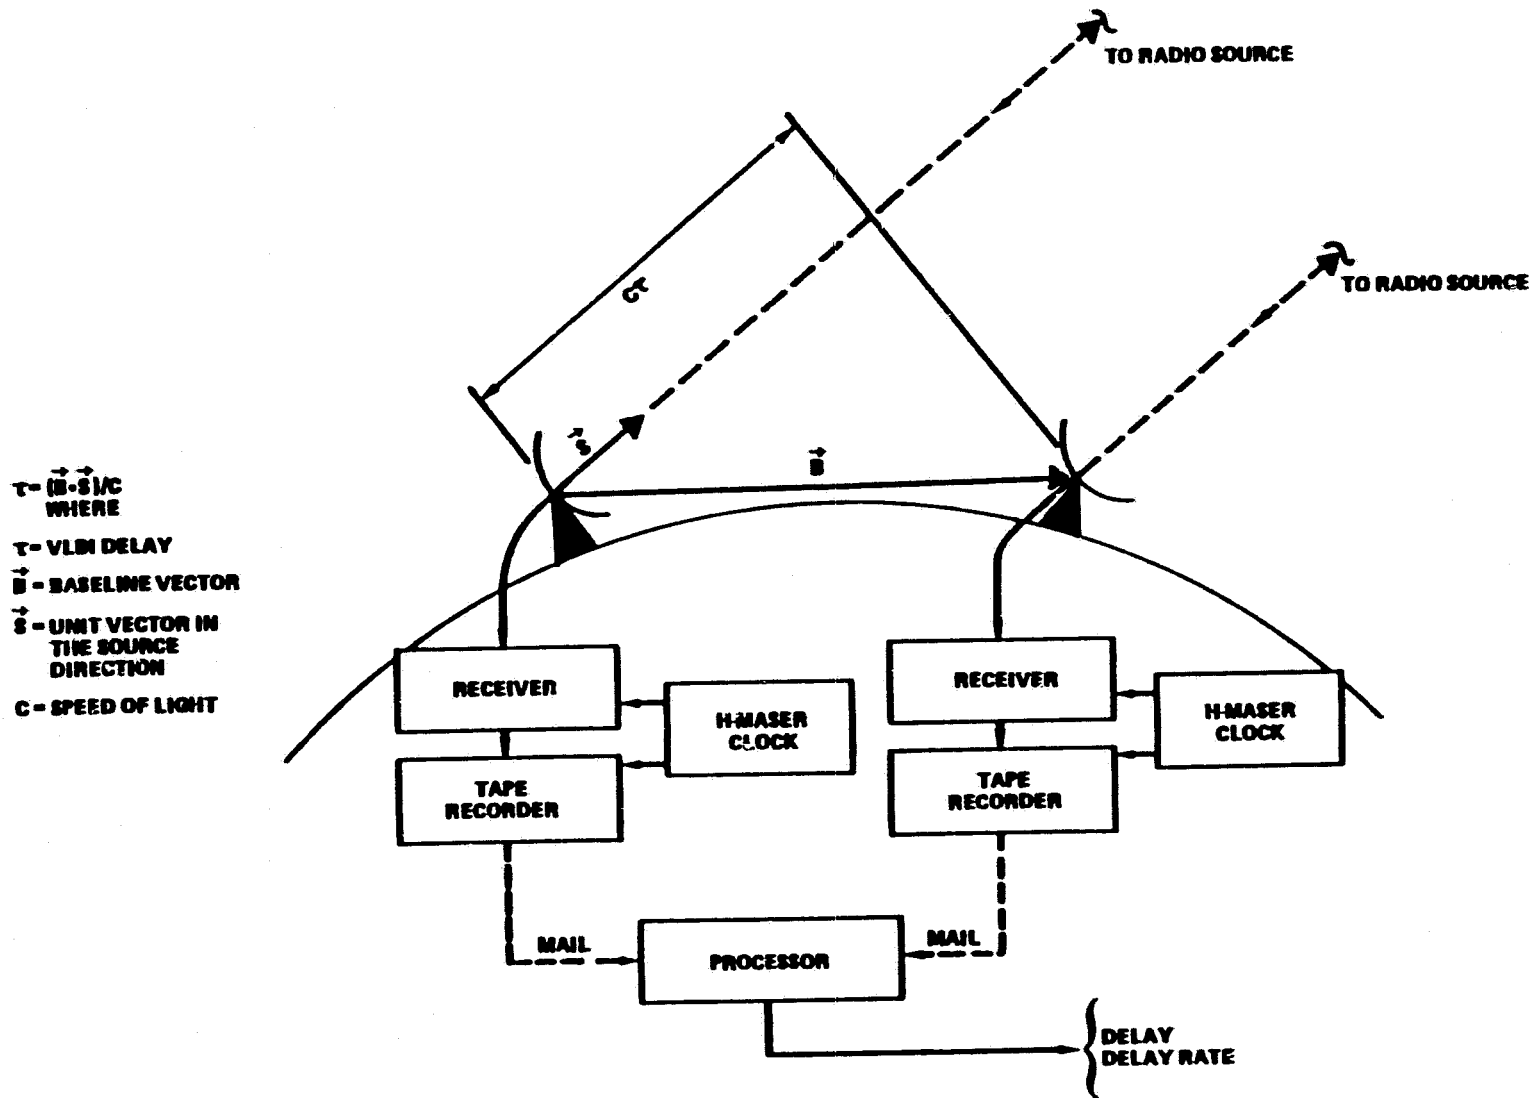 TO RADIO SOURCE
TO RADIO SOURCE
Cτ
S
B
τ = (B • S)/C
WHERE
τ = VLBI DELAY
B = BASELINE VECTOR
S = UNIT VECTOR IN
THE SOURCE
DIRECTION
C = SPEED OF LIGHT
RECEIVER
H-MASER
CLOCK
TAPE
RECORDER
RECEIVER
H-MASER
CLOCK
TAPE
RECORDER
MAIL
PROCESSOR
MAIL
DELAY
DELAY RATE